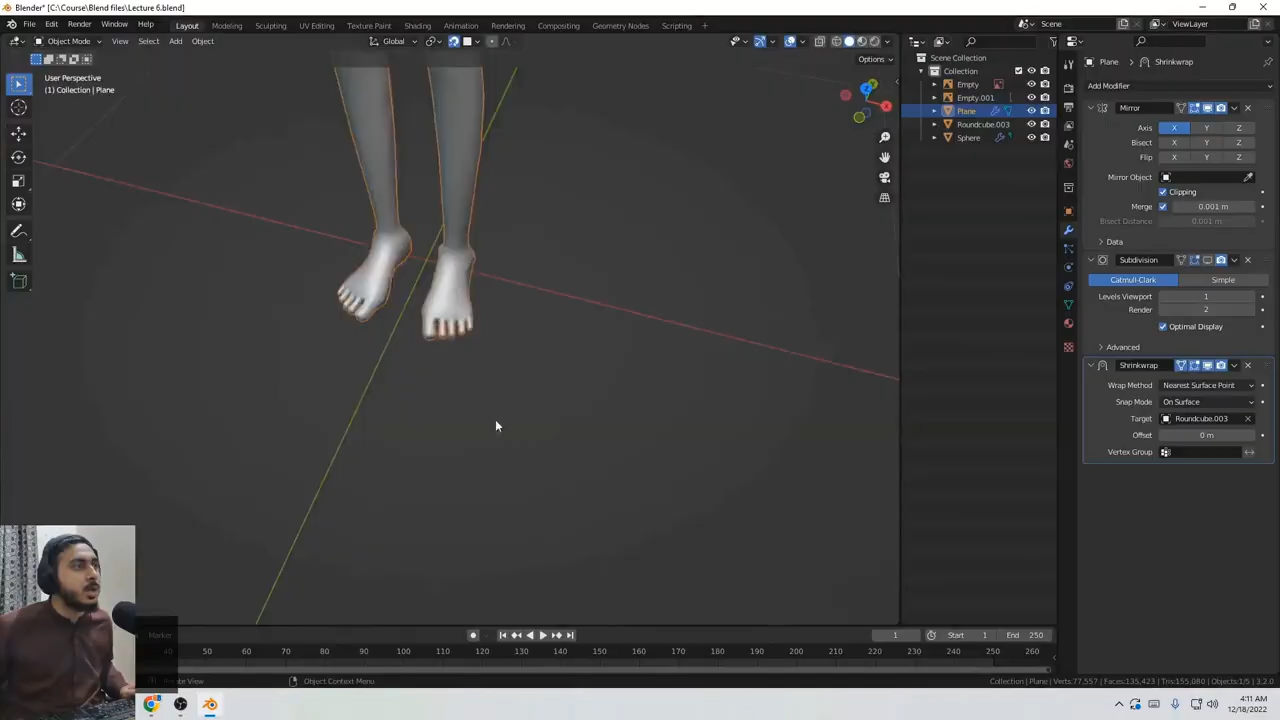 Blender* [C:\Course\Blend files\Lecture 6.blend]
File Edit Render Window Help Layout Modeling Sculpting UV Editing Texture Paint Shading Animation Rendering Compositing Geometry Nodes Scripting + Scene ViewLayer
Object Mode View Select Add Object Global
Options
User Perspective
(1) Collection | Plane
Scene Collection
Collection
Empty
Empty.001
Plane
Roundcube.003
Sphere
Plane > Shrinkwrap
Add Modifier
Mirror
Axis X Y Z
Bisect X Y Z
Flip X Y Z
Mirror Object
Clipping
Merge 0.001 m
Bisect Distance 0.001 m
Data
Subdivision
Catmull-Clark Simple
Levels Viewport 1
Render 2
Optimal Display
Advanced
Shrinkwrap
Wrap Method Nearest Surface Point
Snap Mode On Surface
Target Roundcube.003
Offset 0 m
Vertex Group
Marker
1 Start 1 End 250
40 50 60 70 80 90 100 110 120 130 140 150 160 170 180 190 200 210 220 230 240 250 260
View Object Context Menu
Collection | Plane | Verts:77,557 | Faces:135,423 | Tris:155,080 | Objects:1/5 | 3.2.0
4:11 AM
12/18/2022